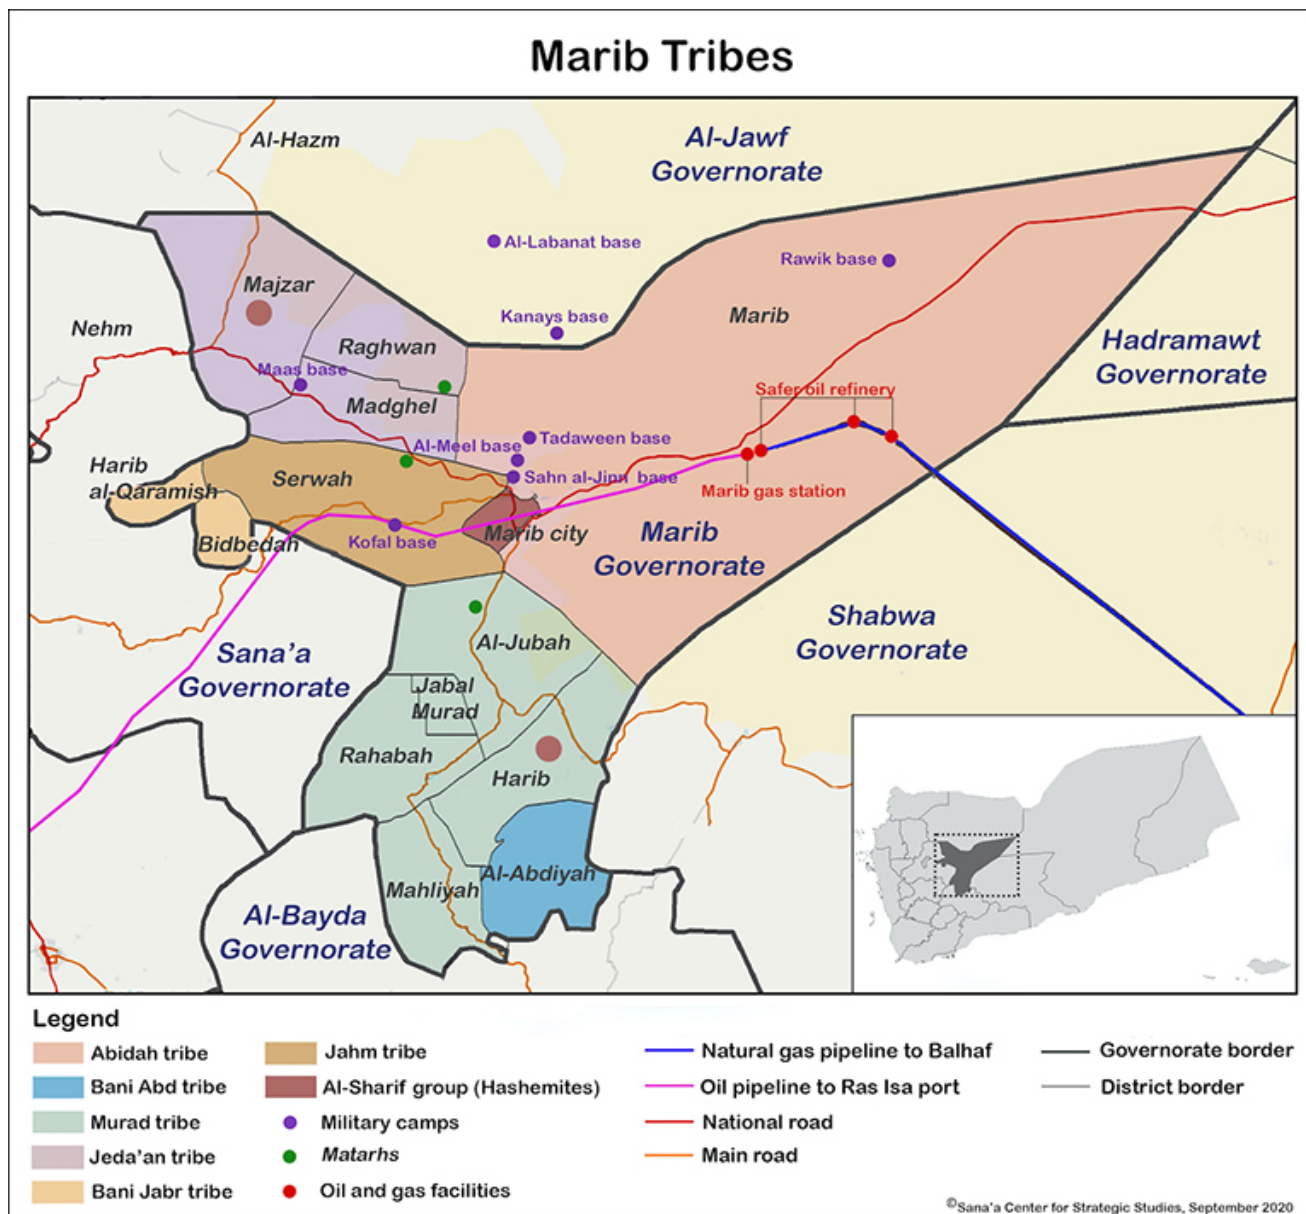 Marib Tribes
Al-Hazm
Al-Jawf
Governorate
Al-Labanat base
Rawik base
Majzar
Kanays base
Marib
Nehm
Raghwan
Hadramawt
Governorate
Maas base
Safer oil refinery
Madghel
Al-Meel base
Tadaween base
Harib
al-Qaramish
Serwah
Sahn al-Jinn base
Marib gas station
Bidbedah
Kofal base
Marib city
Marib
Governorate
Shabwa
Governorate
Al-Jubah
Sana'a
Governorate
Jabal
Murad
Rahabah
Harib
Al-Abdiyah
Mahliyah
Al-Bayda
Governorate
Legend
Abidah tribe
Bani Abd tribe
Murad tribe
Jeda'an tribe
Bani Jabr tribe
Jahm tribe
Al-Sharif group (Hashemites)
Military camps
Matarhs
Oil and gas facilities
Natural gas pipeline to Balhaf
Oil pipeline to Ras Isa port
National road
Main road
Governorate border
District border
©Sana'a Center for Strategic Studies, September 2020